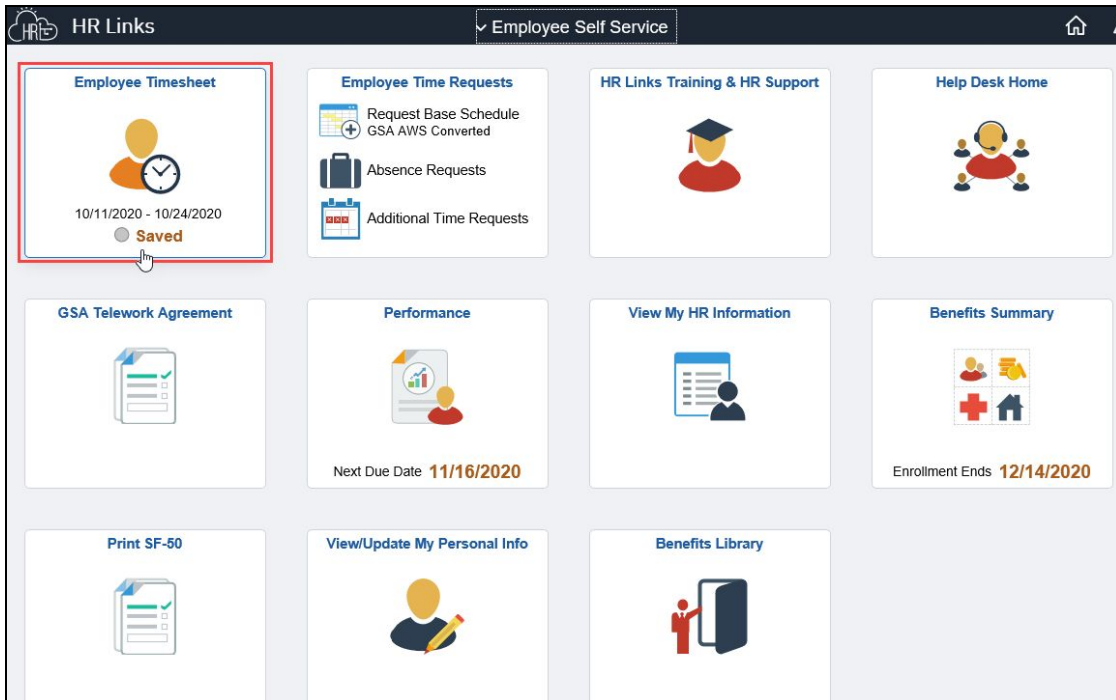 HRL HR Links
Employee Self Service
Employee Timesheet
10/11/2020 - 10/24/2020
Saved
Employee Time Requests
Request Base Schedule
GSA AWS Converted
Absence Requests
Additional Time Requests
HR Links Training & HR Support
Help Desk Home
GSA Telework Agreement
Performance
Next Due Date 11/16/2020
View My HR Information
Benefits Summary
Enrollment Ends 12/14/2020
Print SF-50
View/Update My Personal Info
Benefits Library